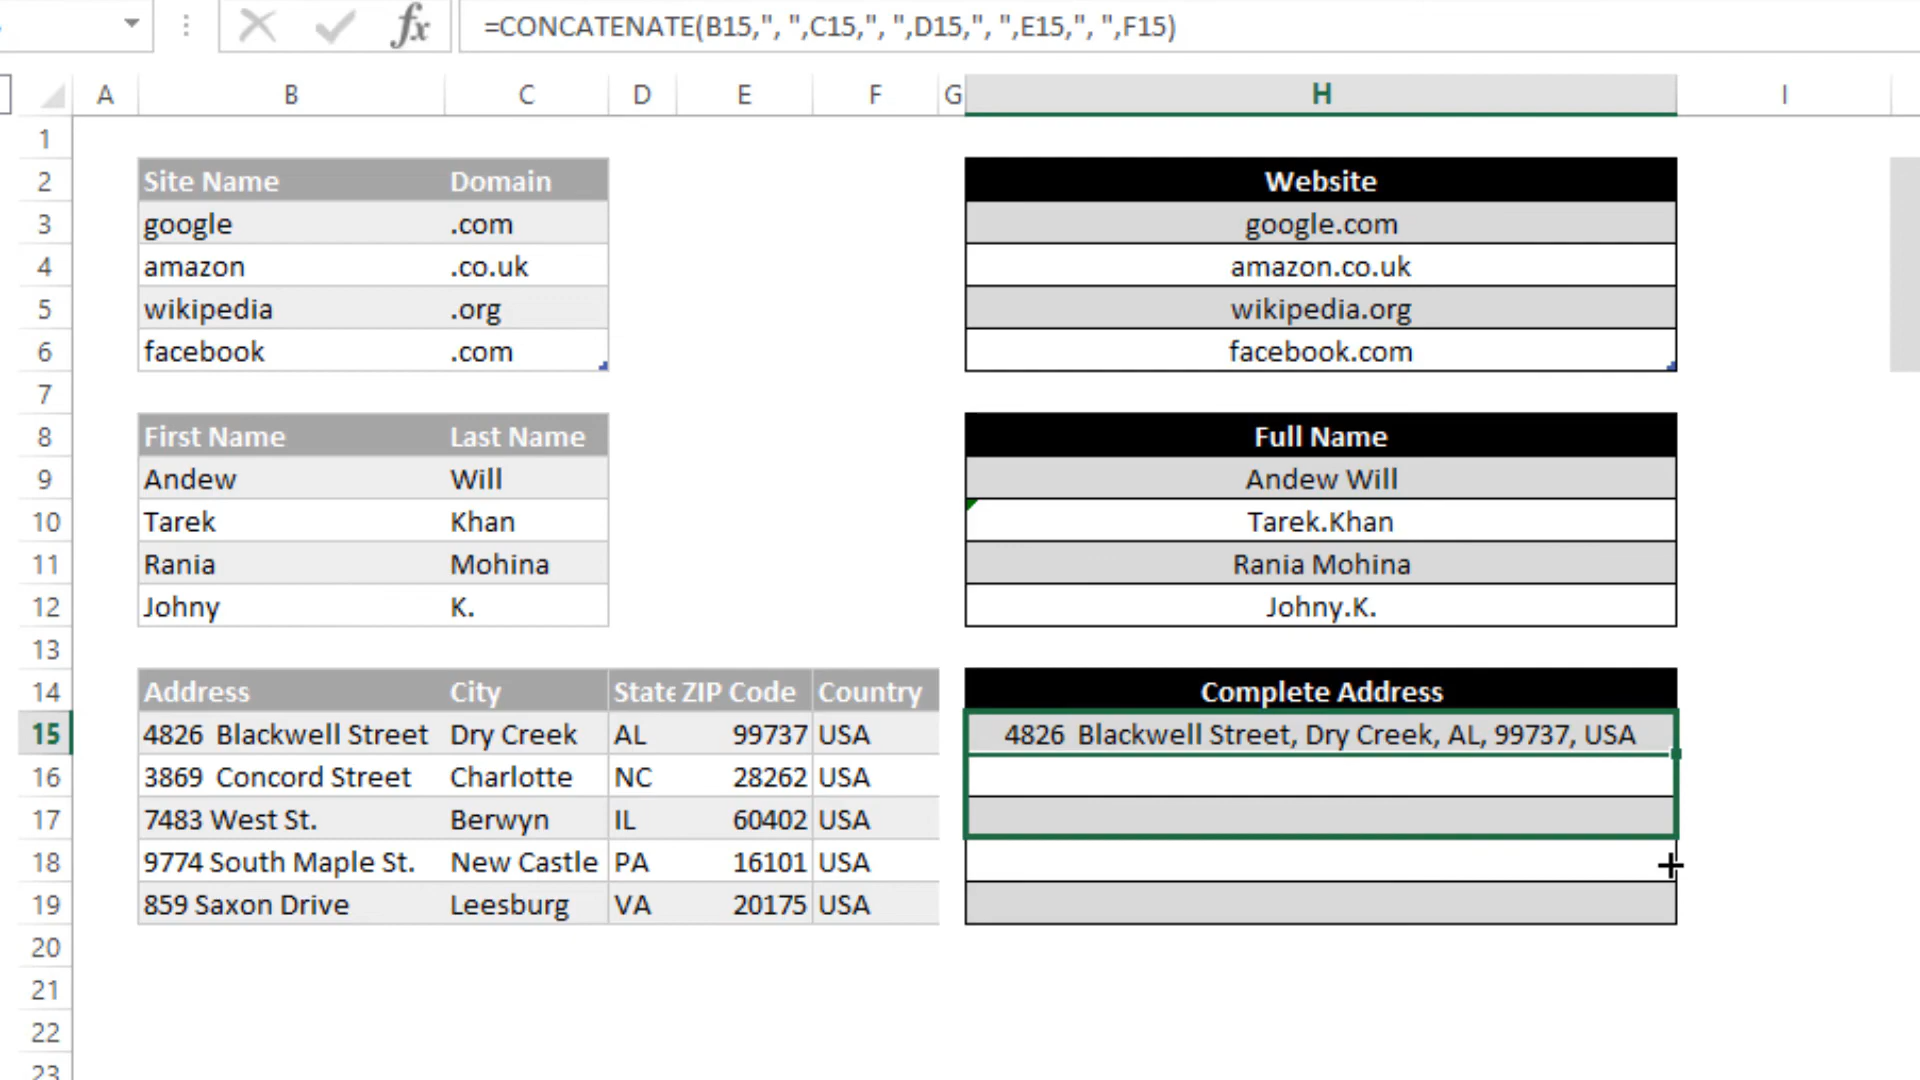 =CONCATENATE(B15,", ",C15,", ",D15,", ",E15,", ",F15)
A B C D E F G H I
1
2 Site Name Domain Website
3 google .com google.com
4 amazon .co.uk amazon.co.uk
5 wikipedia .org wikipedia.org
6 facebook .com facebook.com
7
8 First Name Last Name Full Name
9 Andew Will Andew Will
10 Tarek Khan Tarek.Khan
11 Rania Mohina Rania Mohina
12 Johny K. Johny.K.
13
14 Address City State ZIP Code Country Complete Address
15 4826  Blackwell Street Dry Creek AL 99737 USA 4826  Blackwell Street, Dry Creek, AL, 99737, USA
16 3869  Concord Street Charlotte NC 28262 USA
17 7483 West St. Berwyn IL 60402 USA
18 9774 South Maple St. New Castle PA 16101 USA
19 859 Saxon Drive Leesburg VA 20175 USA
20
21
22
23